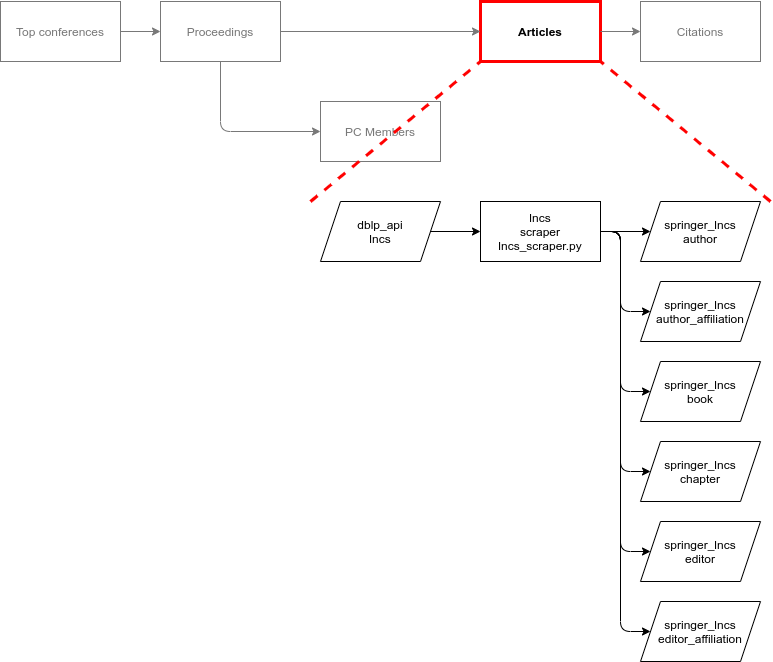 Top conferences
Proceedings
Articles
Citations
PC Members
dblp_api
lncs
lncs
scraper
lncs_scraper.py
springer_lncs
author
springer_lncs
author_affiliation
springer_lncs
book
springer_lncs
chapter
springer_lncs
editor
springer_lncs
editor_affiliation